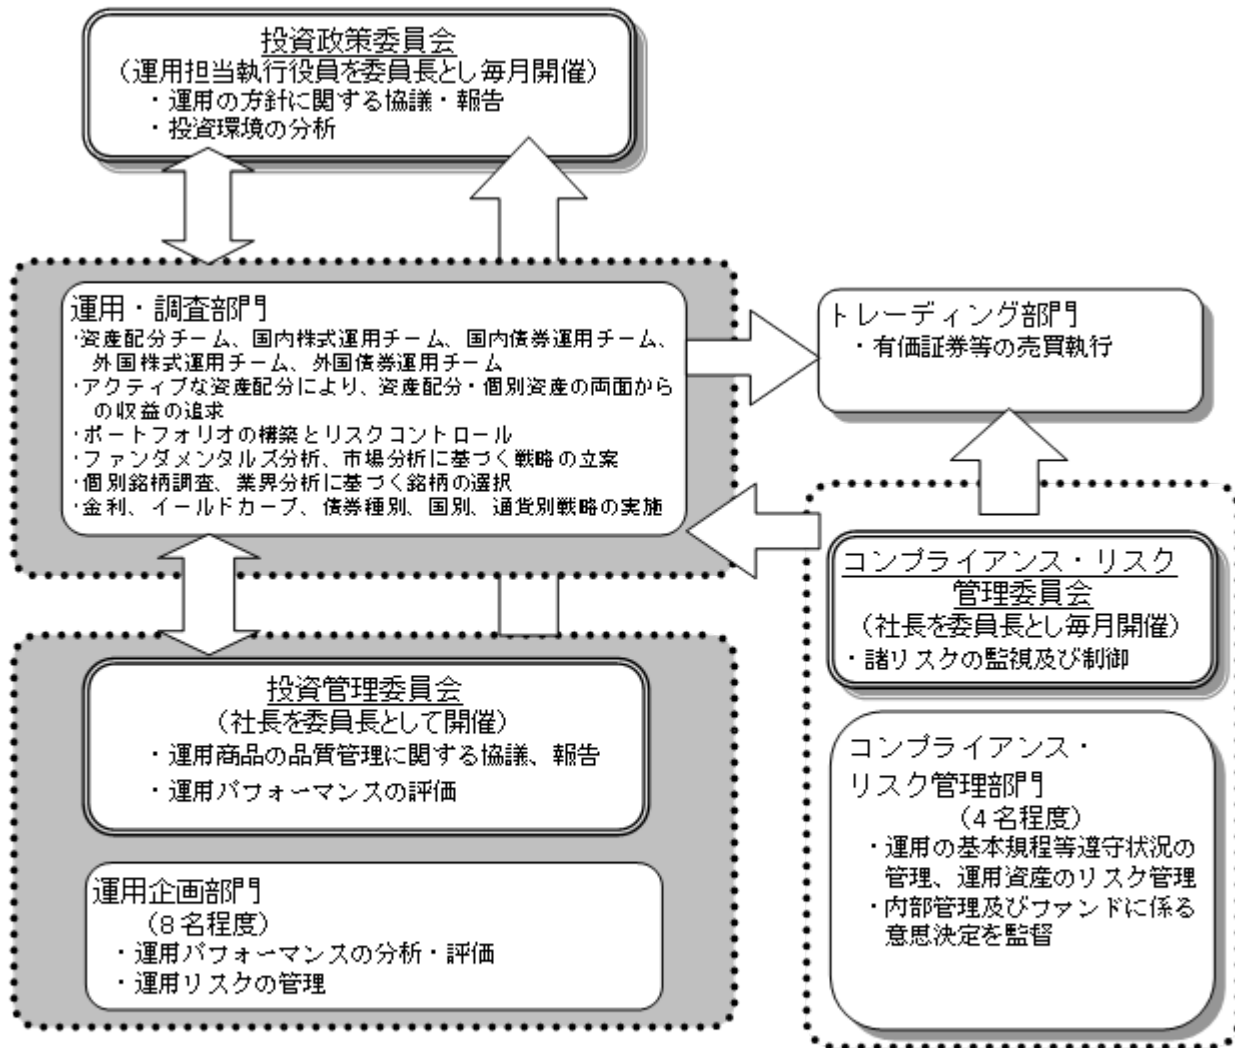 投資政策委員会
（運用担当執行役員を委員長とし毎月開催）
・運用の方針に関する協議・報告
・投資環境の分析
運用・調査部門
・資産配分チーム、国内株式運用チーム、国内債券運用チーム、
外国株式運用チーム、外国債券運用チーム
・アクティブな資産配分により、資産配分・個別資産の両面から
の収益の追求
・ポートフォリオの構築とリスクコントロール
・ファンダメンタルズ分析、市場分析に基づく戦略の立案
・個別銘柄調査、業界分析に基づく銘柄の選択
・金利、イールドカーブ、債券種別、国別、通貨別戦略の実施
トレーディング部門
・有価証券等の売買執行
コンプライアンス・リスク
管理委員会
（社長を委員長とし毎月開催）
・諸リスクの監視及び制御
投資管理委員会
（社長を委員長として開催）
・運用商品の品質管理に関する協議、報告
・運用パフォーマンスの評価
運用企画部門
（8名程度）
・運用パフォーマンスの分析・評価
・運用リスクの管理
コンプライアンス・
リスク管理部門
（4名程度）
・運用の基本規程等遵守状況の
管理、運用資産のリスク管理
・内部管理及びファンドに係る
意思決定を監督